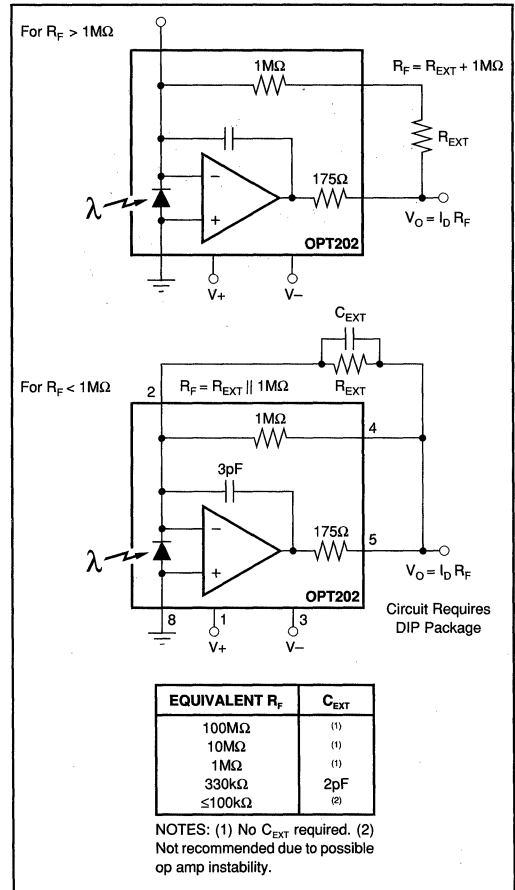 For R_F > 1MΩ
1MΩ
R_F = R_EXT + 1MΩ
R_EXT
175Ω
λ
−
+
OPT202
V_O = I_D R_F
V+
V−
C_EXT
R_EXT
For R_F < 1MΩ
2
R_F = R_EXT || 1MΩ
1MΩ
4
3pF
175Ω
5
λ
−
+
OPT202
V_O = I_D R_F
8
1
3
V+
V−
Circuit Requires
DIP Package
EQUIVALENT R_F C_EXT
100MΩ (1)
10MΩ (1)
1MΩ (1)
330kΩ 2pF
≤100kΩ (2)
NOTES: (1) No C_EXT required. (2)
Not recommended due to possible
op amp instability.